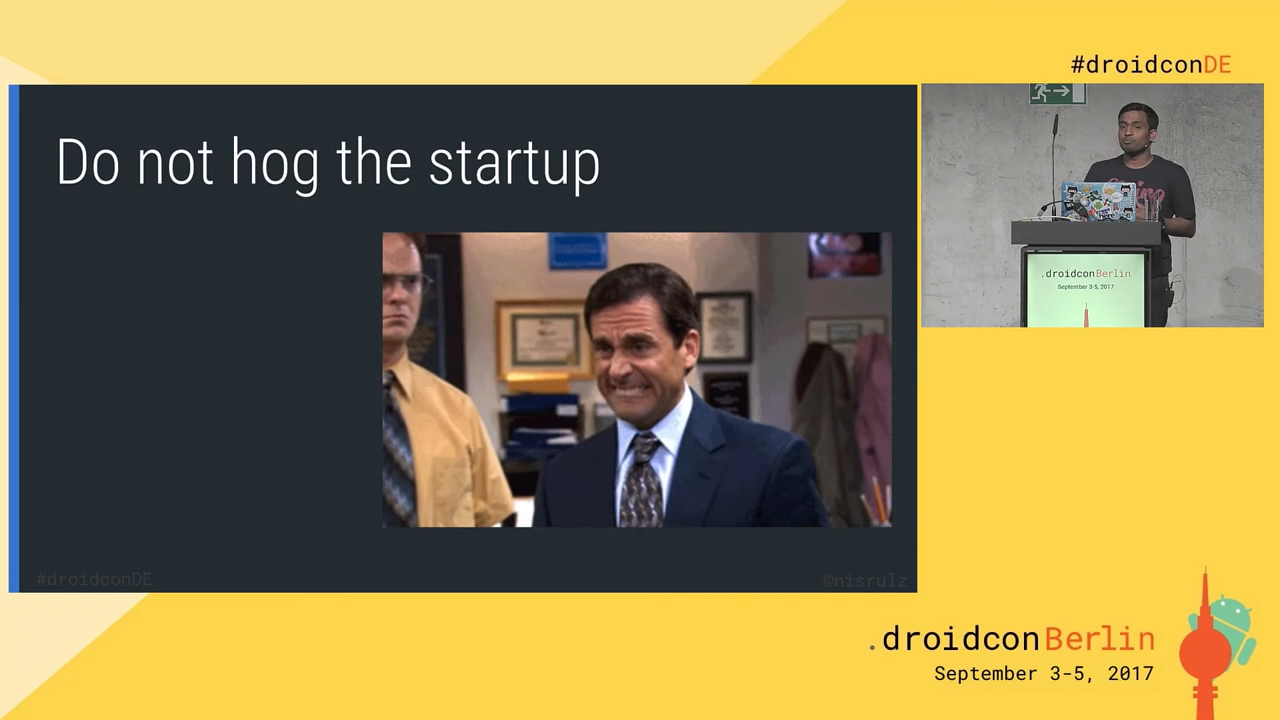 #droidconDE
Do not hog the startup
.droidconBerlin
September 3-5, 2017
#droidconDE
@nisrulz
.droidconBerlin
September 3-5, 2017